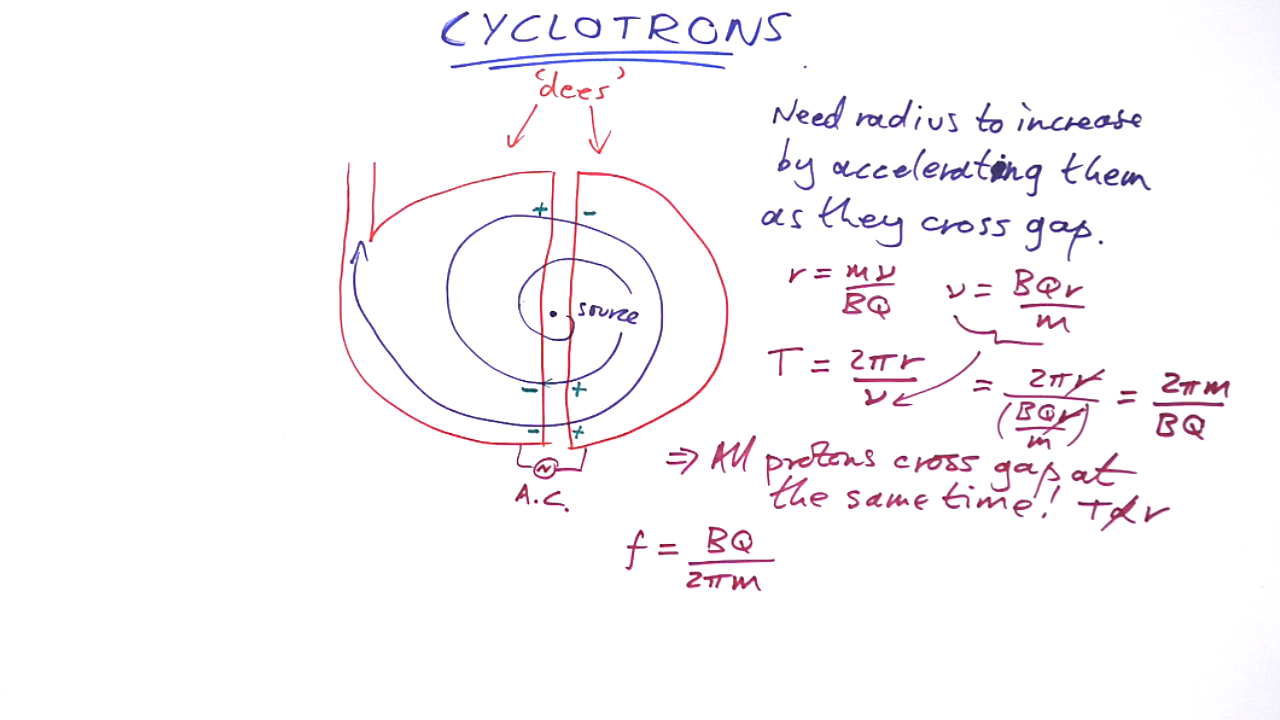 CYCLOTRONS
'dees'
Need radius to increase
by accelerating them
as they cross gap.
+ -
r = mv/BQ v = BQr/m
source
T = 2πr/v = 2πr/(BQr/m) = 2πm/BQ
- +
- +
⇒ All protons cross gap at
the same time! T∝̸r
A.C.
f = BQ/2πm